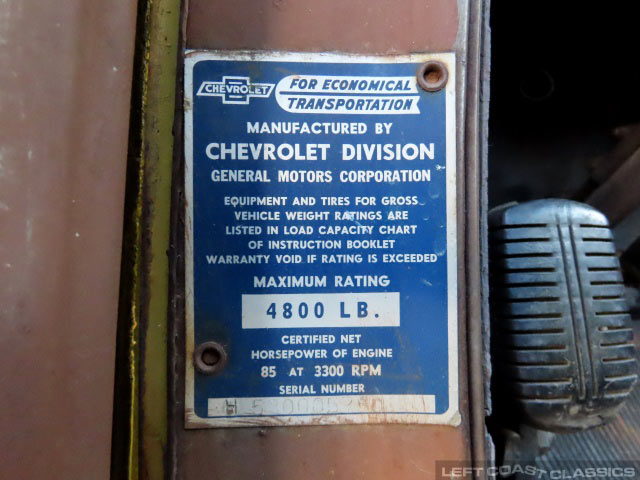 CHEVROLET
FOR ECONOMICAL
TRANSPORTATION
MANUFACTURED BY
CHEVROLET DIVISION
GENERAL MOTORS CORPORATION
EQUIPMENT AND TIRES FOR GROSS
VEHICLE WEIGHT RATINGS ARE
LISTED IN LOAD CAPACITY CHART
OF INSTRUCTION BOOKLET
WARRANTY VOID IF RATING IS EXCEEDED
MAXIMUM RATING
4800 LB.
CERTIFIED NET
HORSEPOWER OF ENGINE
85 AT 3300 RPM
SERIAL NUMBER
LEFT COAST CLASSICS